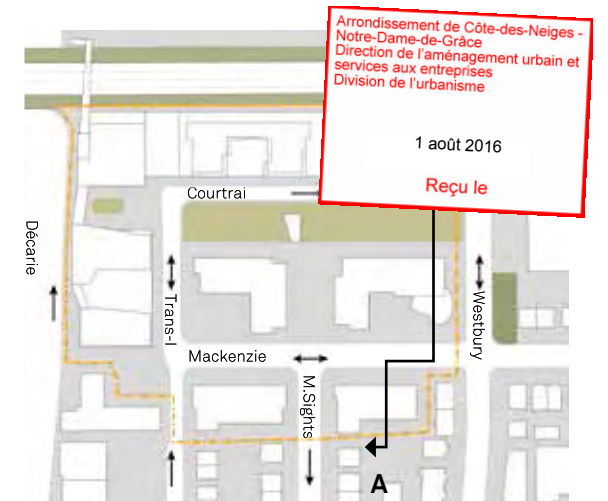 Arrondissement de Côte-des-Neiges -
Notre-Dame-de-Grâce
Direction de l'aménagement urbain et
services aux entreprises
Division de l'urbanisme
1 août 2016
Reçu le
Courtrai
Décarie
Trans-I
Westbury
Mackenzie
M.Sights
A